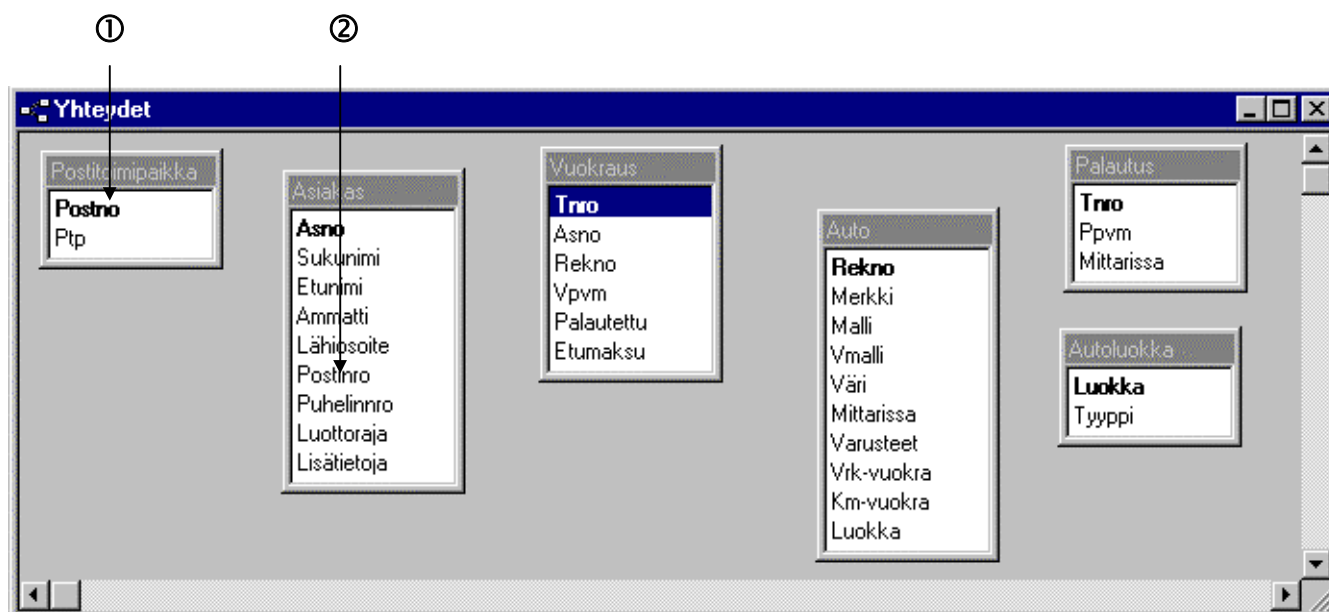 ① ②
Yhteydet
Postitoimipaikka
Postno
Ptp
Asiakas
Asno
Sukunimi
Etunimi
Ammatti
Lähiosoite
Postinro
Puhelinnro
Luottoraja
Lisätietoja
Vuokraus
Tnro
Asno
Rekno
Vpvm
Palautettu
Etumaksu
Auto
Rekno
Merkki
Malli
Vmalli
Väri
Mittarissa
Varusteet
Vrk-vuokra
Km-vuokra
Luokka
Palautus
Tnro
Ppvm
Mittarissa
Autoluokka
Luokka
Tyyppi